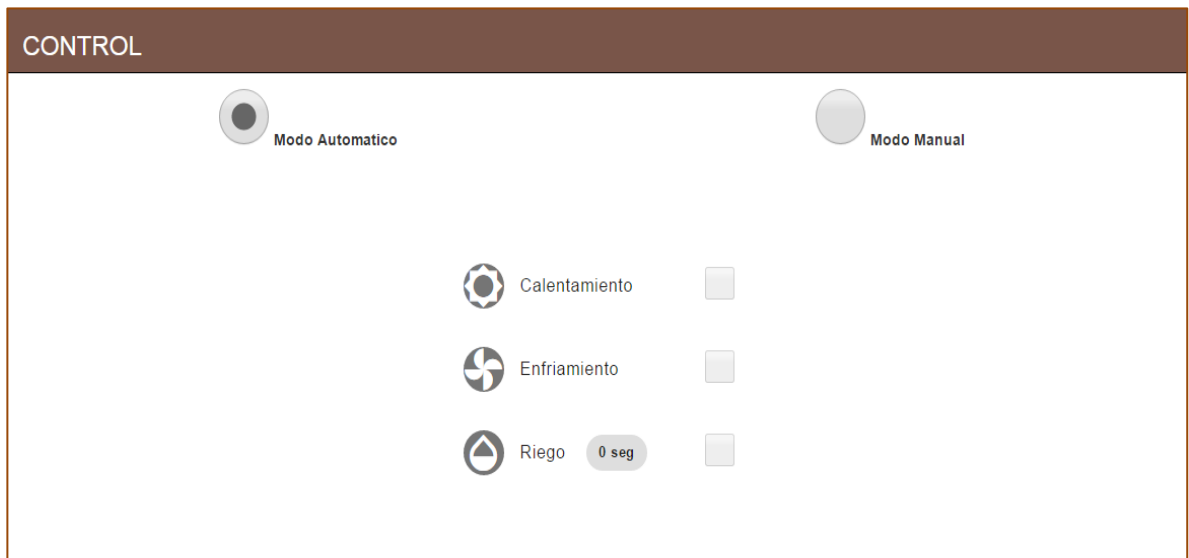 CONTROL
Modo Automatico
Modo Manual
Calentamiento
Enfriamiento
Riego 0 seg